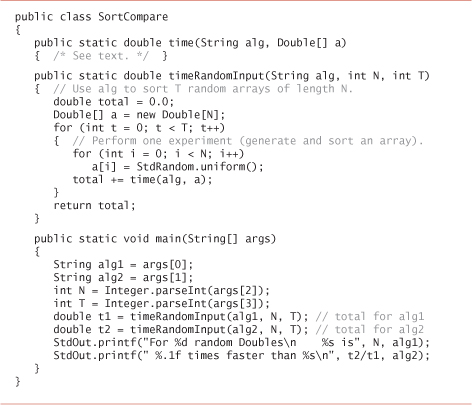 public class SortCompare
{
public static double time(String alg, Double[] a)
{ /* See text. */ }
public static double timeRandomInput(String alg, int N, int T)
{ // Use alg to sort T random arrays of length N.
double total = 0.0;
Double[] a = new Double[N];
for (int t = 0; t < T; t++)
{ // Perform one experiment (generate and sort an array).
for (int i = 0; i < N; i++)
a[i] = StdRandom.uniform();
total += time(alg, a);
}
return total;
}
public static void main(String[] args)
{
String alg1 = args[0];
String alg2 = args[1];
int N = Integer.parseInt(args[2]);
int T = Integer.parseInt(args[3]);
double t1 = timeRandomInput(alg1, N, T); // total for alg1
double t2 = timeRandomInput(alg2, N, T); // total for alg2
StdOut.printf("For %d random Doubles\n    %s is", N, alg1);
StdOut.printf(" %.1f times faster than %s\n", t2/t1, alg2);
}
}